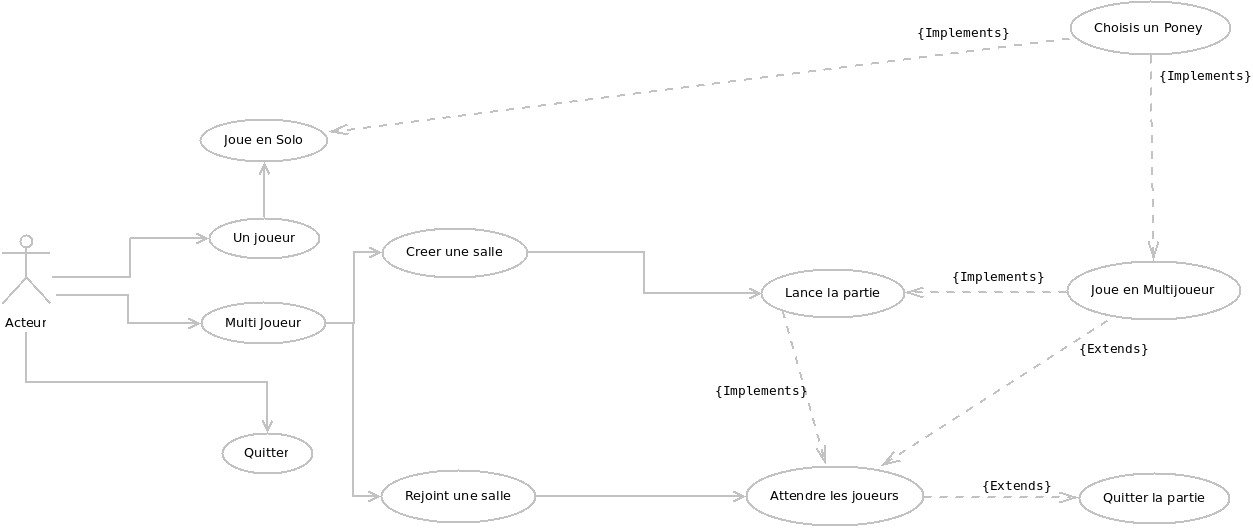 Choisis un Poney
{Implements}
{Implements}
Joue en Solo
Un joueur
Creer une salle
{Implements}
Lance la partie
Joue en Multijoueur
Acteur
Multi Joueur
{Extends}
{Implements}
Quitter
{Extends}
Rejoint une salle
Attendre les joueurs
Quitter la partie